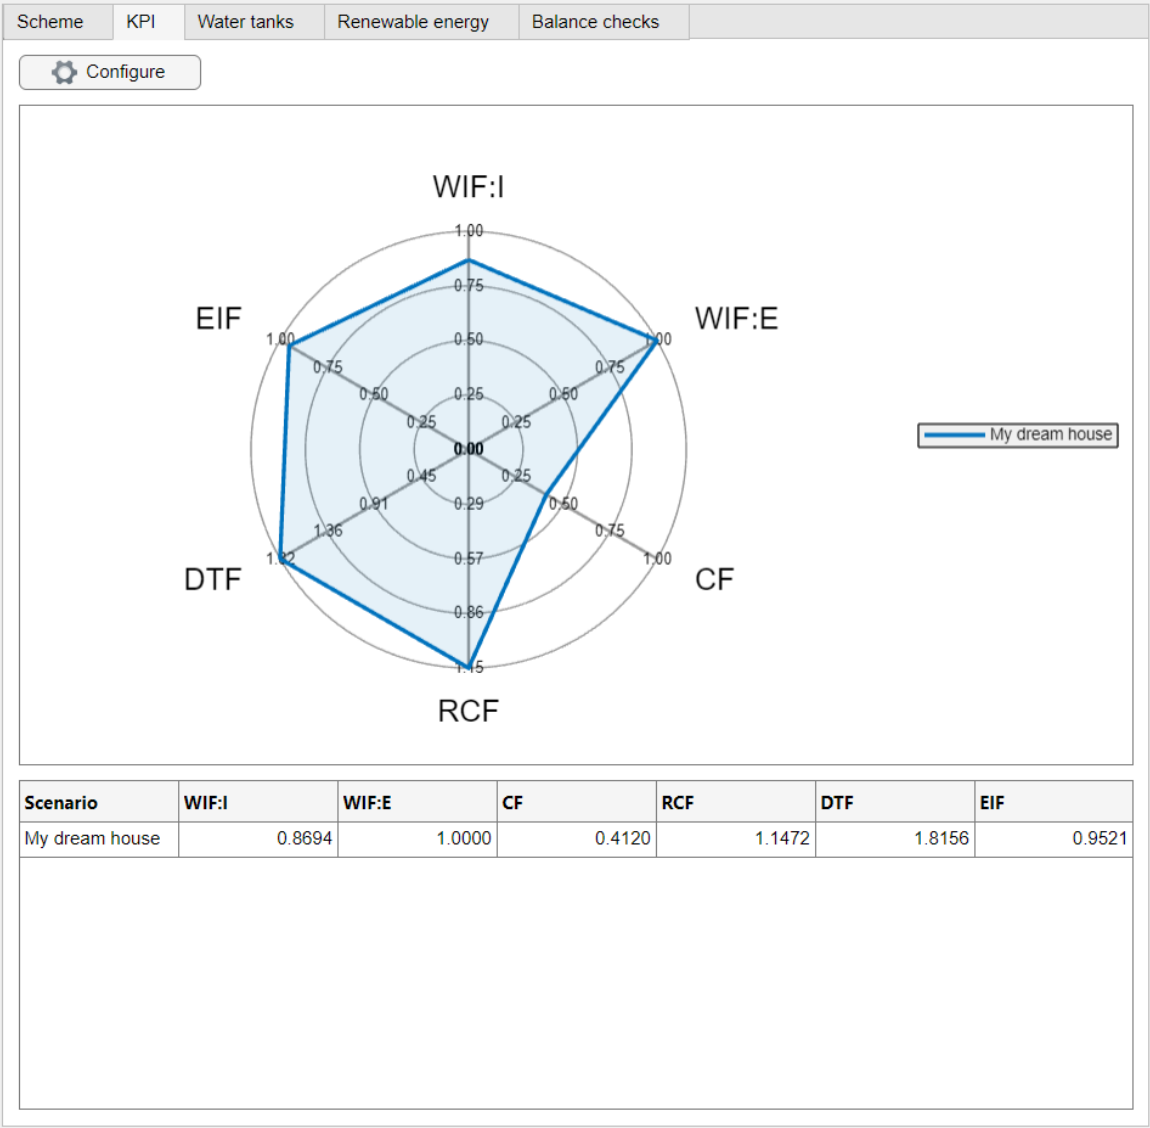 Scheme KPI Water tanks Renewable energy Balance checks
Configure
WIF:I
1.00
EIF 0.75 WIF:E
1.00 0.50 1.00
0.75 0.75
0.50 0.25 0.50
0.25 0.25
0.00 My dream house
0.45 0.25
0.91 0.29 0.50
1.36 0.75
1.82 0.57 1.00
DTF CF
0.86
1.15
RCF
Scenario WIF:I WIF:E CF RCF DTF EIF
My dream house 0.8694 1.0000 0.4120 1.1472 1.8156 0.9521